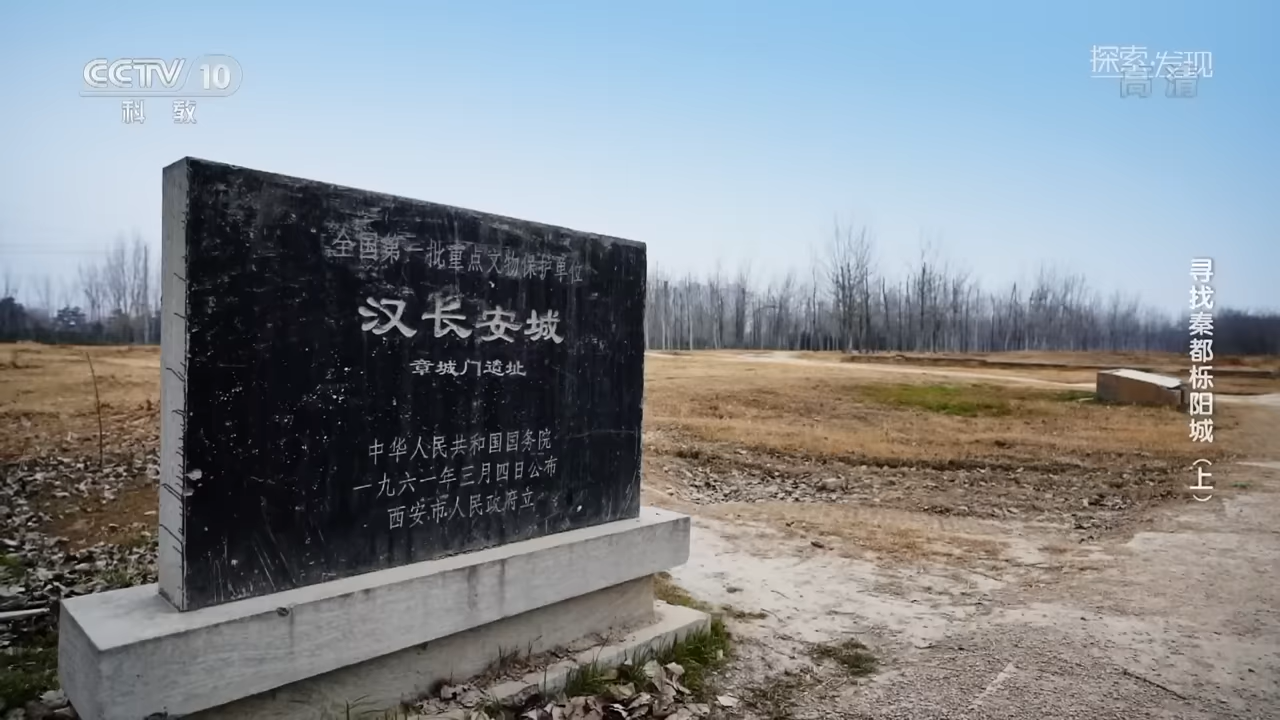 CCTV 10
科教
探索·发现
高清
全国第一批重点文物保护单位
汉长安城
章城门遗址
中华人民共和国国务院
一九六一年三月四日公布
西安市人民政府立
寻找秦都栎阳城（上）